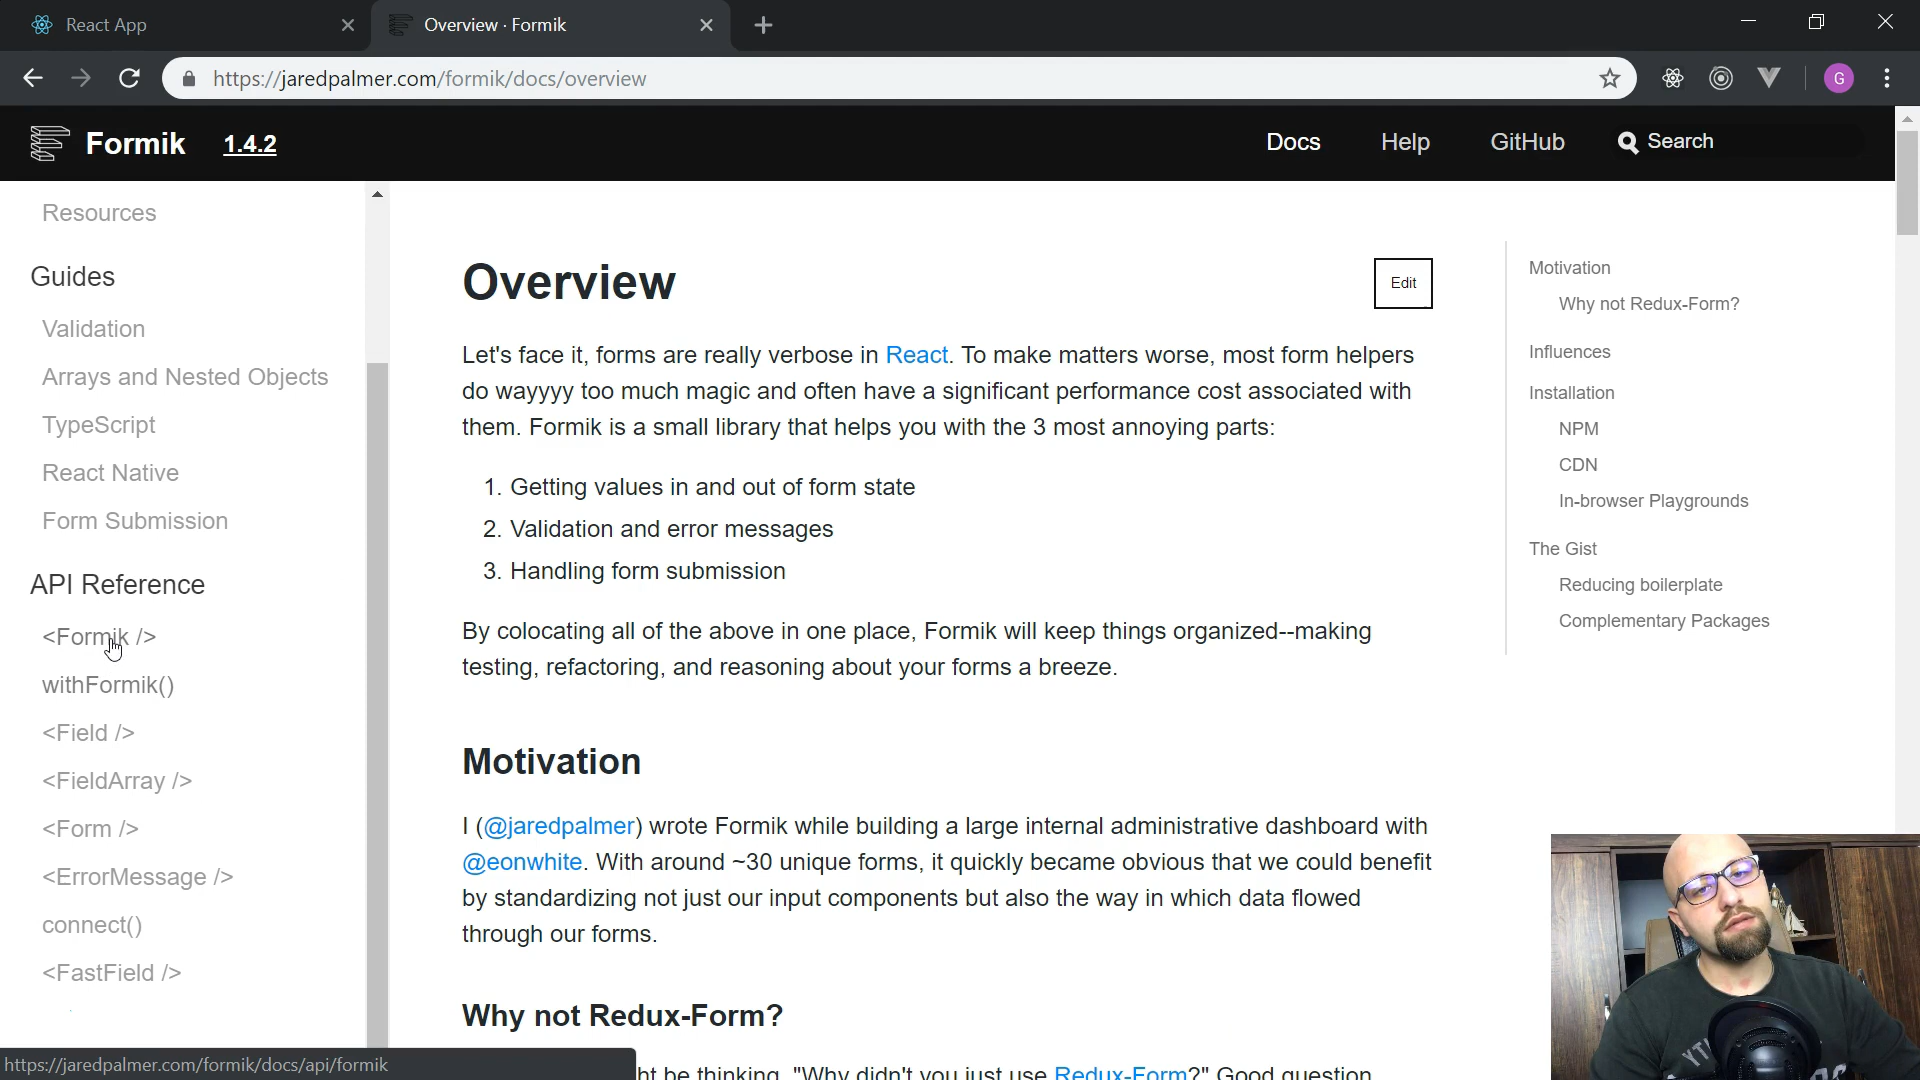 React App
Overview · Formik
https://jaredpalmer.com/formik/docs/overview
G
Formik 1.4.2
Docs
Help
GitHub
Search
Resources
Guides
Validation
Arrays and Nested Objects
TypeScript
React Native
Form Submission
API Reference
<Formik />
withFormik()
<Field />
<FieldArray />
<Form />
<ErrorMessage />
connect()
<FastField />
https://jaredpalmer.com/formik/docs/api/formik
Overview
Edit
Let's face it, forms are really verbose in React. To make matters worse, most form helpers
do wayyyy too much magic and often have a significant performance cost associated with
them. Formik is a small library that helps you with the 3 most annoying parts:
1. Getting values in and out of form state
2. Validation and error messages
3. Handling form submission
By colocating all of the above in one place, Formik will keep things organized--making
testing, refactoring, and reasoning about your forms a breeze.
Motivation
I (@jaredpalmer) wrote Formik while building a large internal administrative dashboard with
@eonwhite. With around ~30 unique forms, it quickly became obvious that we could benefit
by standardizing not just our input components but also the way in which data flowed
through our forms.
Why not Redux-Form?
be thinking, "Why didn't you just use Redux-Form?" Good question.
Motivation
Why not Redux-Form?
Influences
Installation
NPM
CDN
In-browser Playgrounds
The Gist
Reducing boilerplate
Complementary Packages